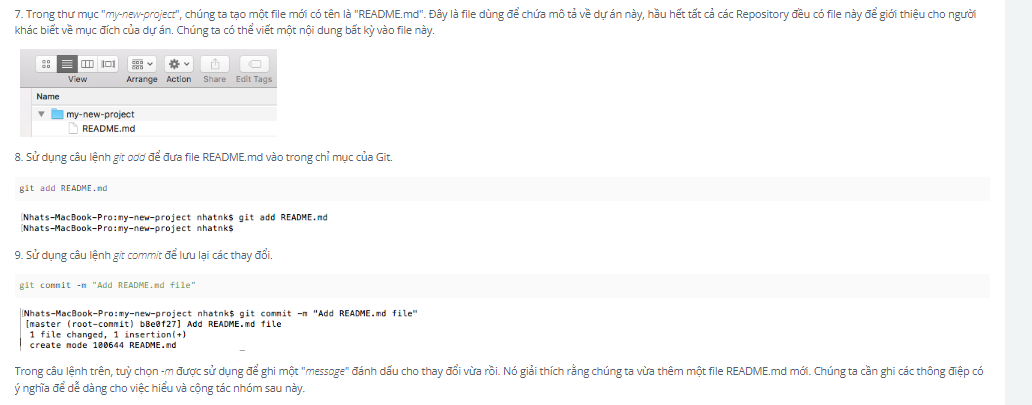 7. Trong thư mục "my-new-project", chúng ta tạo một file mới có tên là "README.md". Đây là file dùng để chứa mô tả về dự án này, hầu hết tất cả các Repository đều có file này để giới thiệu cho người
khác biết về mục đích của dự án. Chúng ta có thể viết một nội dung bất kỳ vào file này.
View Arrange Action Share Edit Tags
Name
my-new-project
README.md
8. Sử dụng câu lệnh git add để đưa file README.md vào trong chỉ mục của Git.
git add README.md
Nhats-MacBook-Pro:my-new-project nhatnk$ git add README.md
Nhats-MacBook-Pro:my-new-project nhatnk$
9. Sử dụng câu lệnh git commit để lưu lại các thay đổi.
git commit -m "Add README.md file"
Nhats-MacBook-Pro:my-new-project nhatnk$ git commit -m "Add README.md file"
[master (root-commit) b8e0f27] Add README.md file
1 file changed, 1 insertion(+)
create mode 100644 README.md
Trong câu lệnh trên, tuỳ chọn -m được sử dụng để ghi một "message" đánh dấu cho thay đổi vừa rồi. Nó giải thích rằng chúng ta vừa thêm một file README.md mới. Chúng ta cần ghi các thông điệp có
ý nghĩa để dễ dàng cho việc hiểu và cộng tác nhóm sau này.